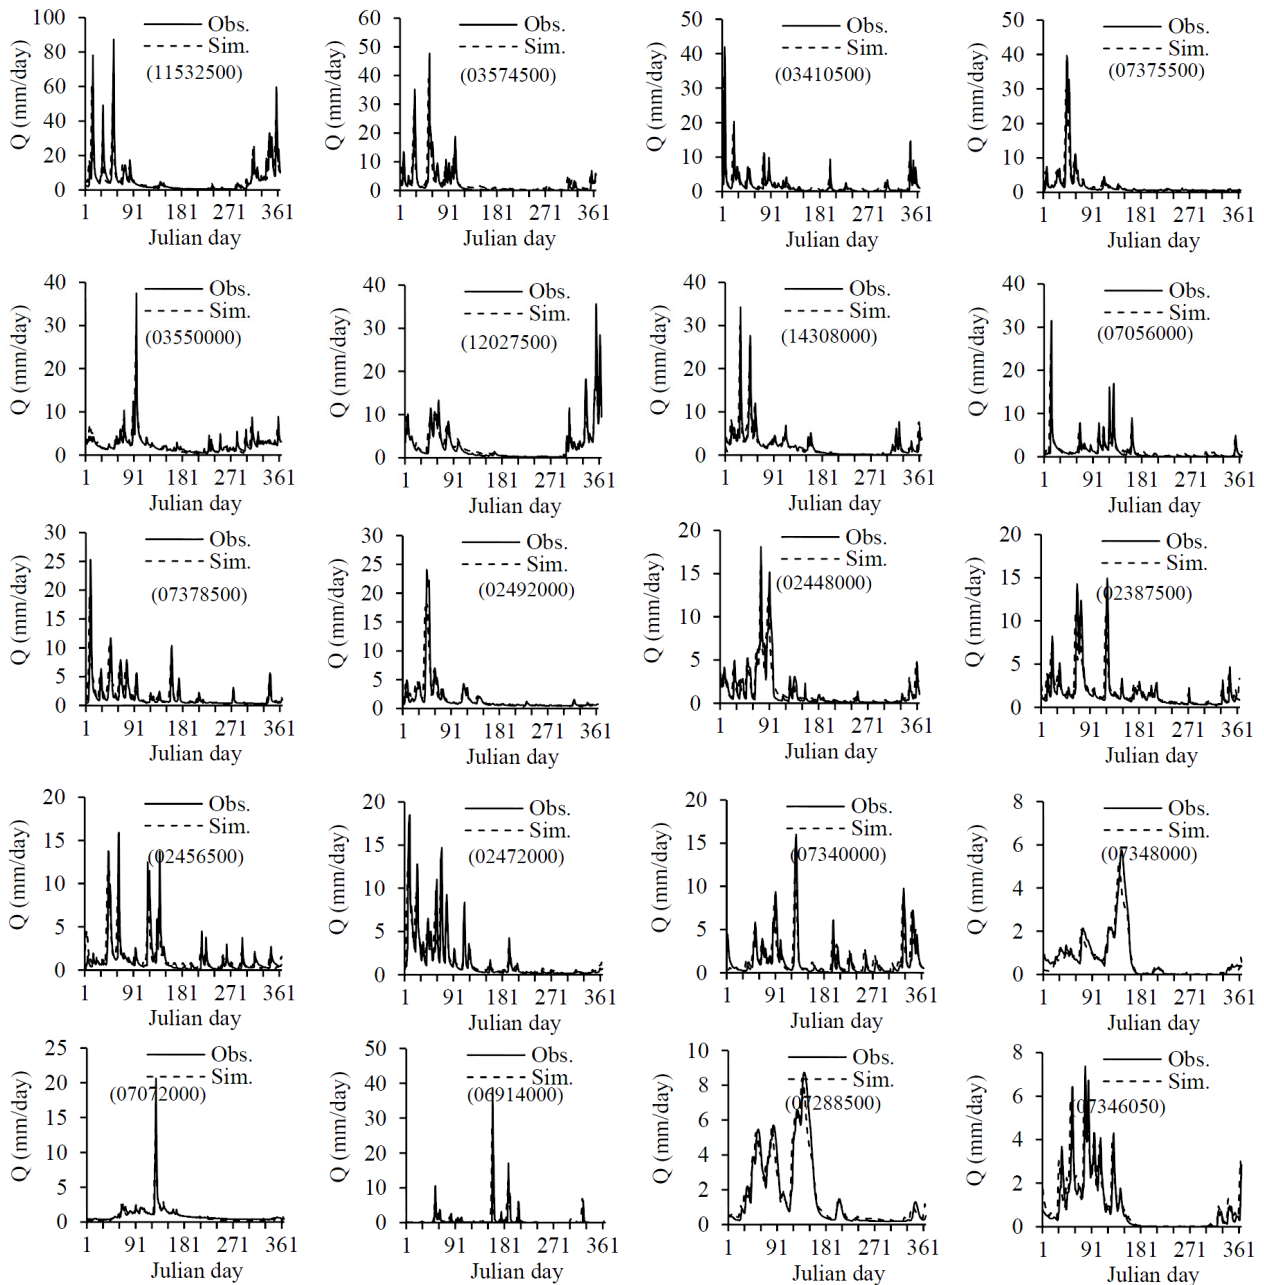 100
80
60
40
20
0
Q (mm/day)
Obs.
Sim.
(11532500)
1 91 181 271 361
Julian day
60
50
40
30
20
10
0
Q (mm/day)
Obs.
Sim.
(03574500)
1 91 181 271 361
Julian day
50
40
30
20
10
0
Q (mm/day)
Obs.
Sim.
(03410500)
1 91 181 271 361
Julian day
50
40
30
20
10
0
Q (mm/day)
Obs.
Sim.
(07375500)
1 91 181 271 361
Julian day
40
30
20
10
0
Q (mm/day)
Obs.
Sim.
(03550000)
1 91 181 271 361
Julian day
40
30
20
10
0
Q (mm/day)
Obs.
Sim.
(12027500)
1 91 181 271 361
Julian day
40
30
20
10
0
Q (mm/day)
Obs.
Sim.
(14308000)
1 91 181 271 361
Julian day
40
30
20
10
0
Q (mm/day)
Obs.
Sim.
(07056000)
1 91 181 271 361
Julian day
30
25
20
15
10
5
0
Q (mm/day)
Obs.
Sim.
(07378500)
1 91 181 271 361
Julian day
30
25
20
15
10
5
0
Q (mm/day)
Obs.
Sim.
(02492000)
1 91 181 271 361
Julian day
20
15
10
5
0
Q (mm/day)
Obs.
Sim.
(02448000)
1 91 181 271 361
Julian day
20
15
10
5
0
Q (mm/day)
Obs.
Sim.
(02387500)
1 91 181 271 361
Julian day
20
15
10
5
0
Q (mm/day)
Obs.
Sim.
(02456500)
1 91 181 271 361
Julian day
20
15
10
5
0
Q (mm/day)
Obs.
Sim.
(02472000)
1 91 181 271 361
Julian day
20
15
10
5
0
Q (mm/day)
Obs.
Sim.
(07340000)
1 91 181 271 361
Julian day
8
6
4
2
0
Q (mm/day)
Obs.
Sim.
(07348000)
1 91 181 271 361
Julian day
25
20
15
10
5
0
Q (mm/day)
Obs.
Sim.
(07072000)
1 91 181 271 361
Julian day
50
40
30
20
10
0
Q (mm/day)
Obs.
Sim.
(06914000)
1 91 181 271 361
Julian day
10
8
6
4
2
0
Q (mm/day)
Obs.
Sim.
(07288500)
1 91 181 271 361
Julian day
8
6
4
2
0
Q (mm/day)
Obs.
Sim.
(07346050)
1 91 181 271 361
Julian day